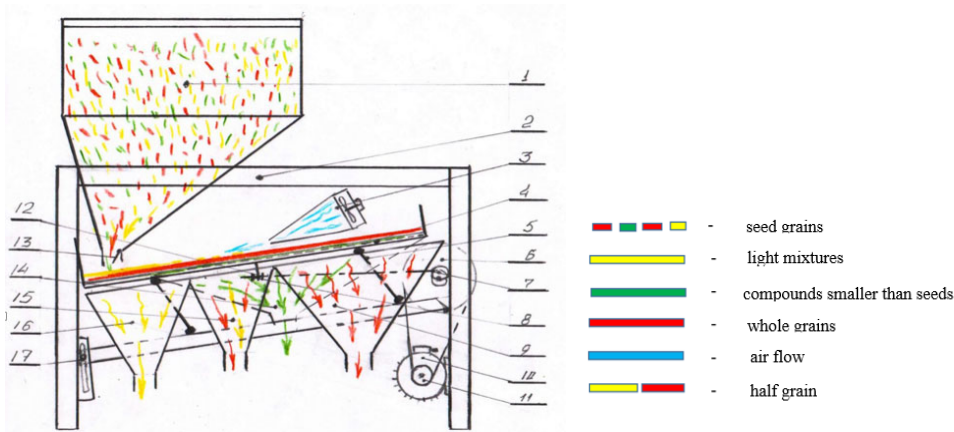 1
2
3
4
5
6
7
8
9
10
11
12
13
14
15
16
17
- seed grains
- light mixtures
- compounds smaller than seeds
- whole grains
- air flow
- half grain